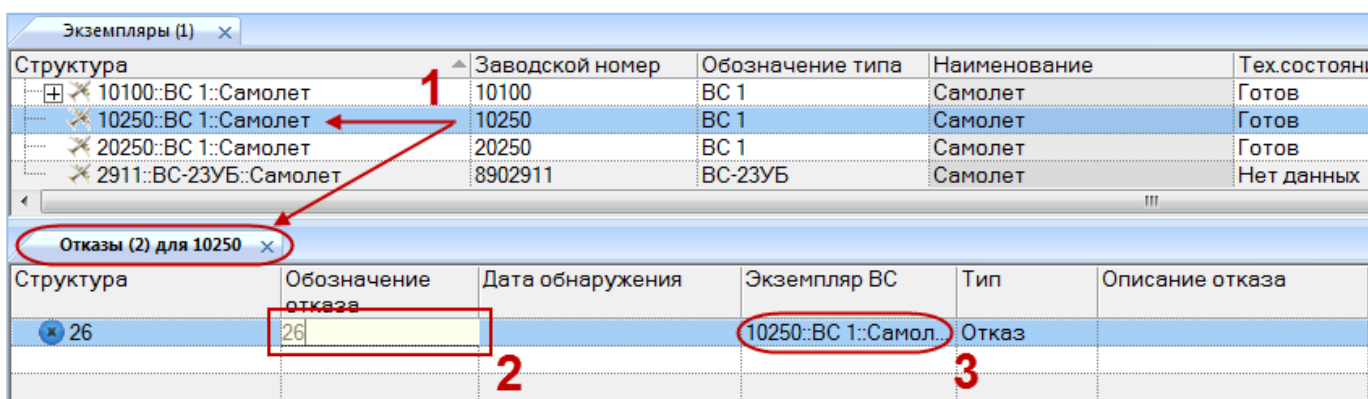 Экземпляры (1)
Структура Заводской номер Обозначение типа Наименование Тех.состояни
1
10100::ВС 1::Самолет 10100 ВС 1 Самолет Готов
10250::ВС 1::Самолет 10250 ВС 1 Самолет Готов
20250::ВС 1::Самолет 20250 ВС 1 Самолет Готов
2911::ВС-23УБ::Самолет 8902911 ВС-23УБ Самолет Нет данных
Отказы (2) для 10250
Структура Обозначение отказа Дата обнаружения Экземпляр ВС Тип Описание отказа
26 26 10250::ВС 1::Самол... Отказ
2 3